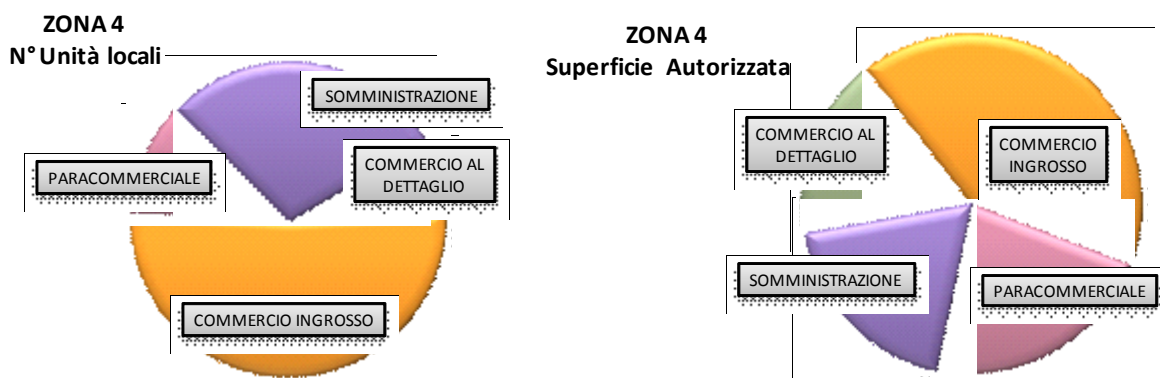 ZONA 4
N° Unità locali
SOMMINISTRAZIONE
COMMERCIO AL
DETTAGLIO
PARACOMMERCIALE
COMMERCIO INGROSSO
ZONA 4
Superficie Autorizzata
COMMERCIO AL
DETTAGLIO
COMMERCIO
INGROSSO
SOMMINISTRAZIONE
PARACOMMERCIALE